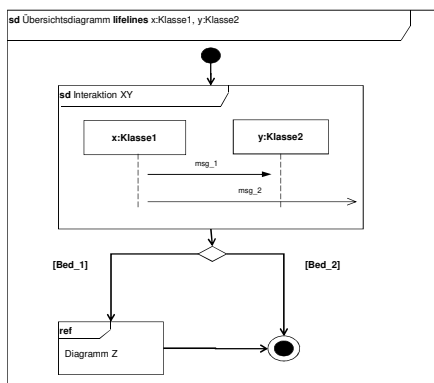 sd Übersichtsdiagramm lifelines x:Klasse1, y:Klasse2
sd Interaktion XY
x:Klasse1
y:Klasse2
msg_1
msg_2
[Bed_1]
[Bed_2]
ref
Diagramm Z